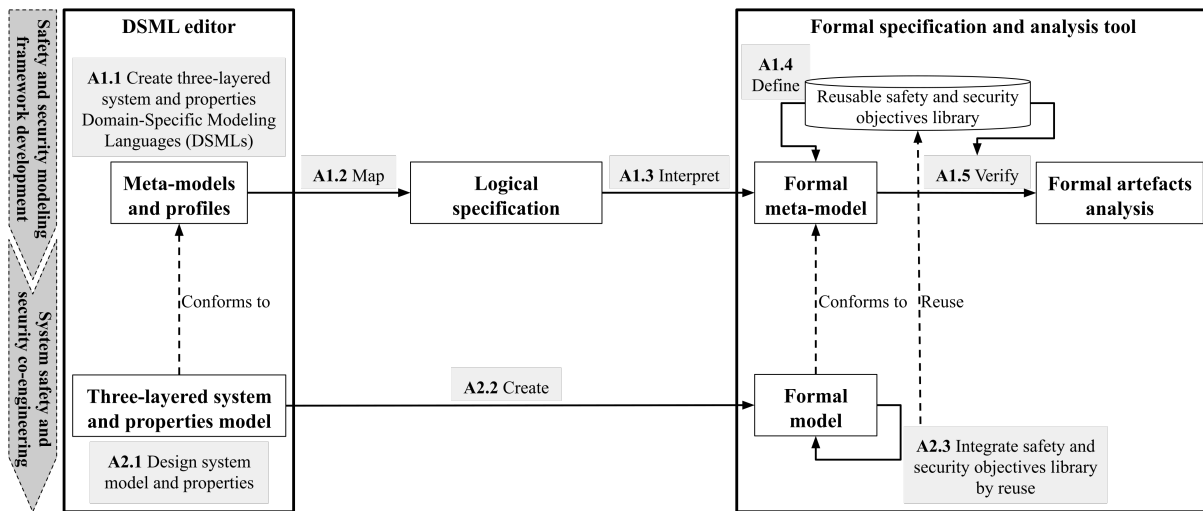 Safety and security modeling
framework development
System safety and
security co-engineering
DSML editor
A1.1 Create three-layered
system and properties
Domain-Specific Modeling
Languages (DSMLs)
Meta-models
and profiles
A1.2 Map
Logical
specification
A1.3 Interpret
Formal specification and analysis tool
A1.4
Define
Reusable safety and security
objectives library
Formal
meta-model
A1.5 Verify
Formal artefacts
analysis
Conforms to
Conforms to
Reuse
Three-layered system
and properties model
A2.1 Design system
model and properties
A2.2 Create
Formal
model
A2.3 Integrate safety and
security objectives library
by reuse